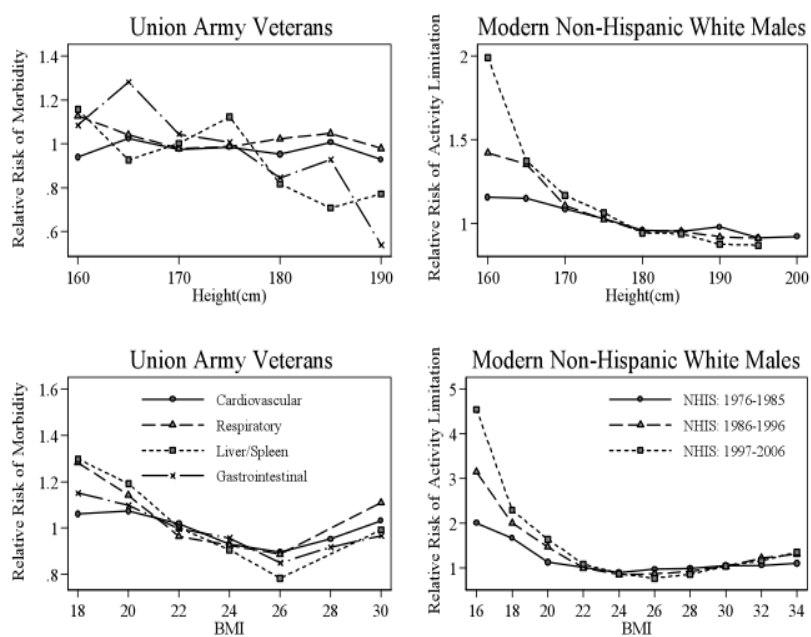 Union Army Veterans
Relative Risk of Morbidity
1.4
1.2
1
.8
.6
160
170
180
190
Height(cm)
Modern Non-Hispanic White Males
Relative Risk of Activity Limitation
2
1.5
1
160
170
180
190
200
Height(cm)
Union Army Veterans
Relative Risk of Morbidity
1.6
1.4
1.2
1
.8
Cardiovascular
Respiratory
Liver/Spleen
Gastrointestinal
18
20
22
24
26
28
30
BMI
Modern Non-Hispanic White Males
Relative Risk of Activity Limitation
5
4
3
2
1
NHIS: 1976-1985
NHIS: 1986-1996
NHIS: 1997-2006
16
18
20
22
24
26
28
30
32
34
BMI